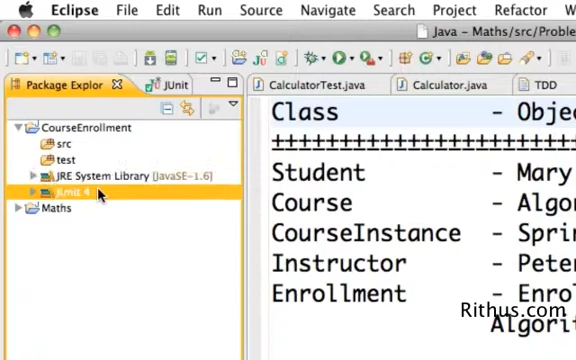 Eclipse File Edit Run Source Navigate Search Project Refactor
Java - Maths/src/Proble
Package Explor JUnit CalculatorTest.java Calculator.java TDD
CourseEnrollment
src
test
JRE System Library [JavaSE-1.6]
JUnit 4
Maths
Class - Obje
++++++++++++++++++++++++++
Student - Mary
Course - Algor
CourseInstance - Sprin
Instructor - Peter
Enrollment - Enro
Algorit
Rithus.com